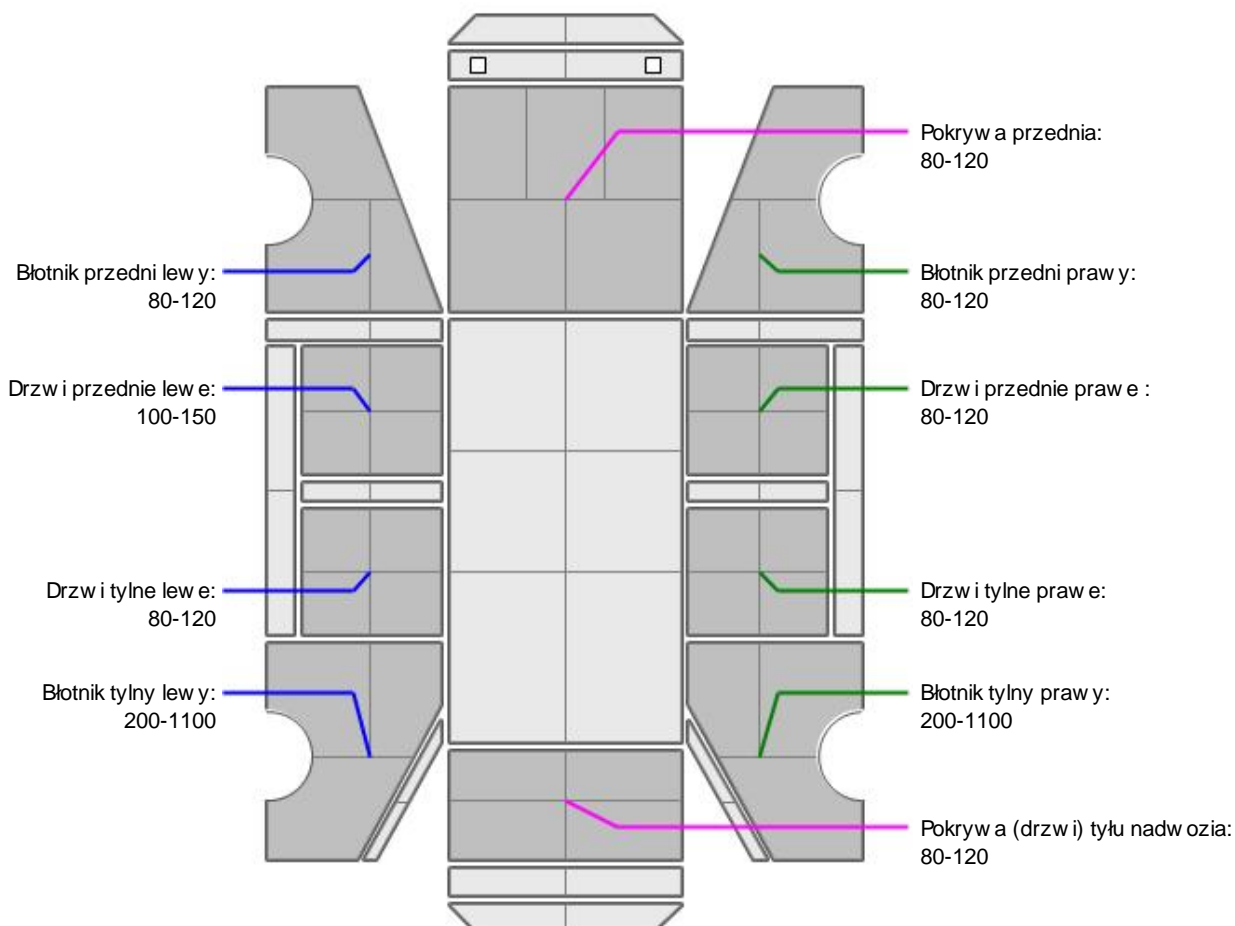 Pokrywa przednia:
80-120
Błotnik przedni lewy:
80-120
Błotnik przedni prawy:
80-120
Drzwi przednie lewe:
100-150
Drzwi przednie prawe :
80-120
Drzwi tylne lewe:
80-120
Drzwi tylne prawe:
80-120
Błotnik tylny lewy:
200-1100
Błotnik tylny prawy:
200-1100
Pokrywa (drzwi) tyłu nadwozia:
80-120